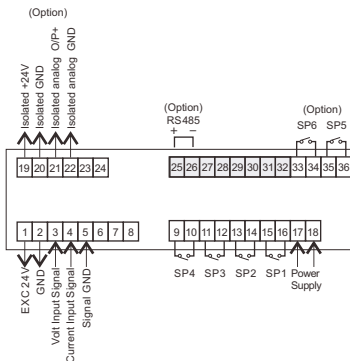 (Option)
Isolated +24V
Isolated GND
Isolated analog O/P+
Isolated analog GND
(Option)
RS485
+ −
(Option)
SP6 SP5
19 20 21 22 23 24
25 26 27 28 29 30 31 32 33 34 35 36
1 2 3 4 5 6 7 8
9 10 11 12 13 14 15 16 17 18
EXC 24V
GND
Volt Input Signal
Current Input Signal
Signal GND
SP4 SP3 SP2 SP1 Power
Supply